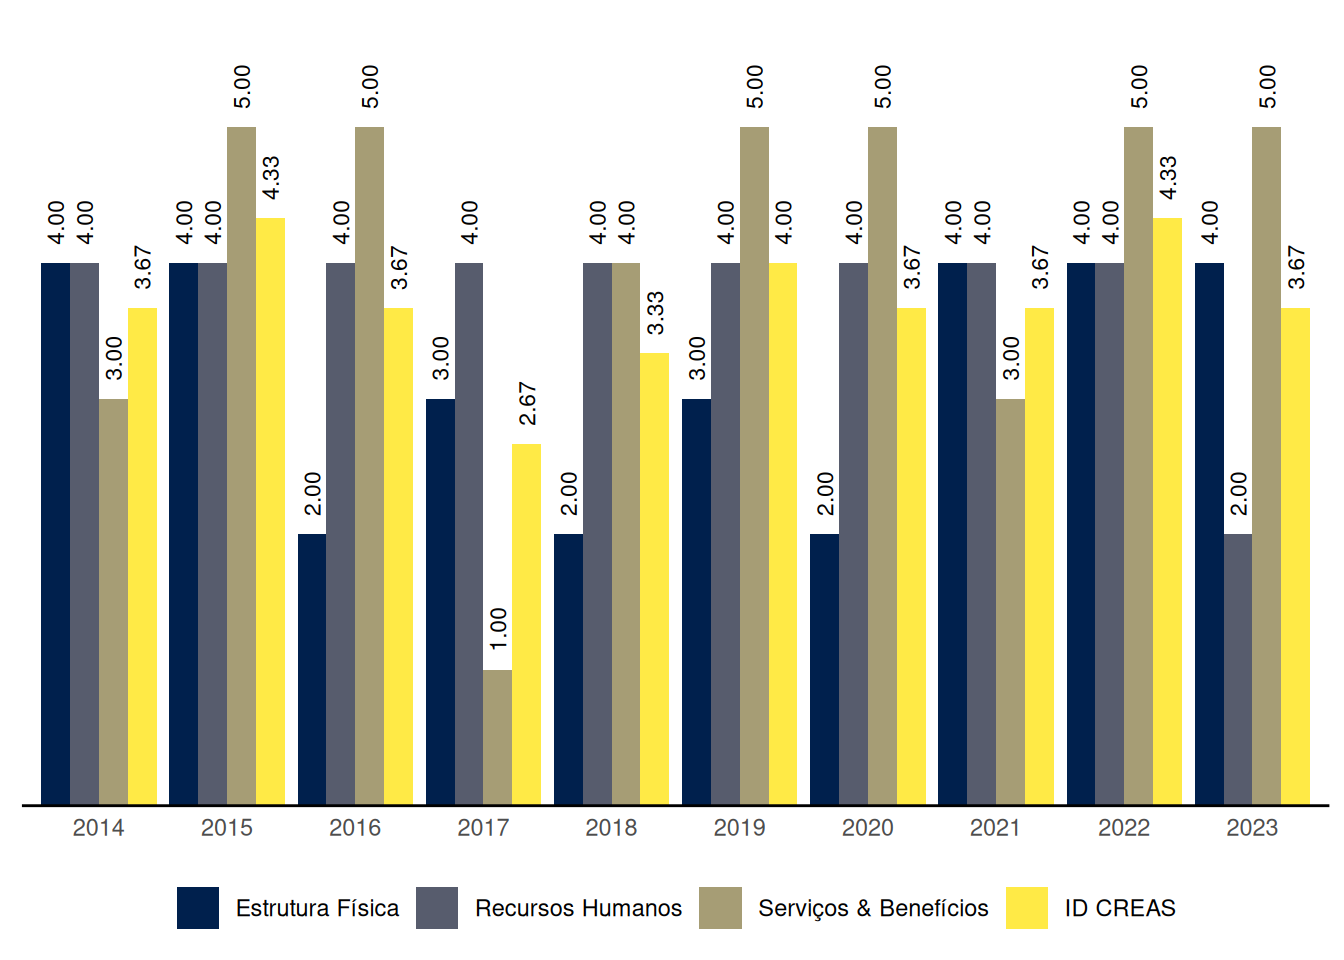 5.00 5.00 5.00 5.00 5.00 5.00
4.33 4.33
4.00 4.00 4.00 4.00 4.00 4.00 4.00 4.00 4.00 4.00 4.00 4.00 4.00 4.00 4.00 4.00
3.67 3.67 3.67 3.67 3.67
3.33
3.00 3.00 3.00 3.00
2.67
2.00 2.00 2.00 2.00
1.00
2014 2015 2016 2017 2018 2019 2020 2021 2022 2023
Estrutura Física Recursos Humanos Serviços & Benefícios ID CREAS